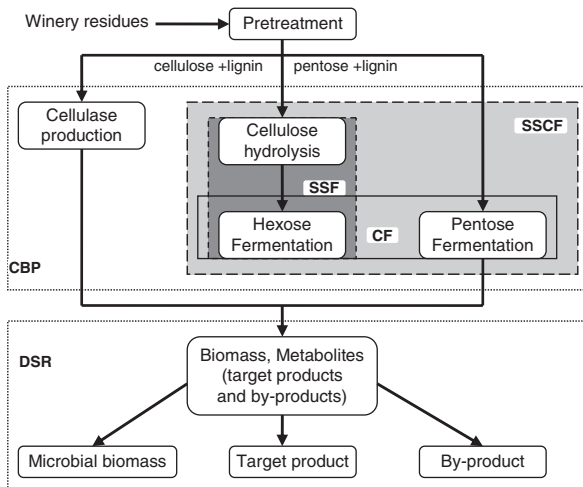 Winery residues
Pretreatment
cellulose +lignin
pentose +lignin
Cellulase
production
Cellulose
hydrolysis
SSCF
SSF
Hexose
Fermentation
CF
Pentose
Fermentation
CBP
DSR
Biomass, Metabolites
(target products
and by-products)
Microbial biomass
Target product
By-product